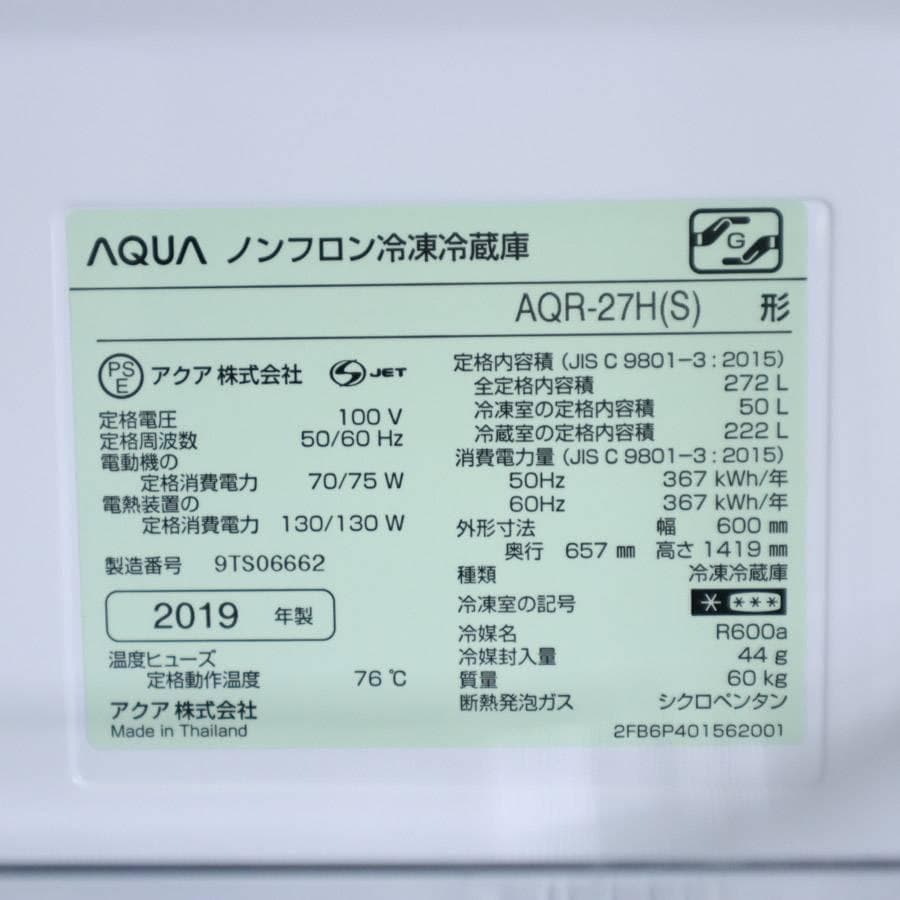 AQUA ノンフロン冷凍冷蔵庫
G
AQR-27H(S) 形
PS E アクア 株式会社 S JET
定格電圧 100 V
定格周波数 50/60 Hz
電動機の
定格消費電力 70/75 W
電熱装置の
定格消費電力 130/130 W
製造番号 9TS06662
2019 年製
温度ヒューズ
定格動作温度 76 ℃
アクア 株式会社
Made in Thailand
定格内容積 (JIS C 9801-3 : 2015)
全定格内容積 272 L
冷凍室の定格内容積 50 L
冷蔵室の定格内容積 222 L
消費電力量 (JIS C 9801-3 : 2015)
50Hz 367 kWh/年
60Hz 367 kWh/年
外形寸法 幅 600 ㎜
奥行 657 ㎜ 高さ 1419 ㎜
種類 冷凍冷蔵庫
冷凍室の記号 * ***
冷媒名 R600a
冷媒封入量 44 g
質量 60 kg
断熱発泡ガス シクロペンタン
2FB6P401562001